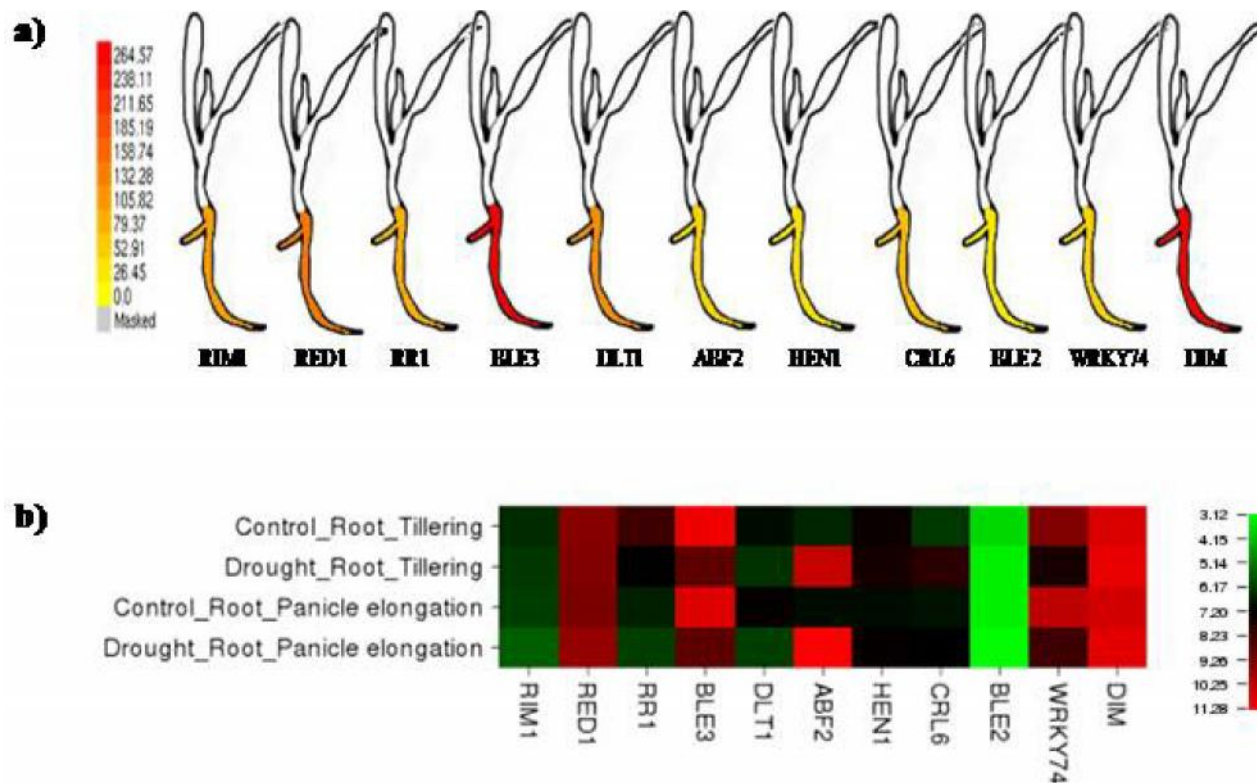 a)
264.57
238.11
211.65
185.19
158.74
132.28
105.82
79.37
52.91
26.45
0.0
Masked
RIM1 RED1 RR1 BLE3 DLT1 ABF2 HEN1 CRL6 BLE2 WRKY74 DIM
b)
Control_Root_Tillering
Drought_Root_Tillering
Control_Root_Panicle elongation
Drought_Root_Panicle elongation
3.12
4.15
5.14
6.17
7.20
8.23
9.26
10.25
11.28
RIM1 RED1 RR1 BLE3 DLT1 ABF2 HEN1 CRL6 BLE2 WRKY74 DIM